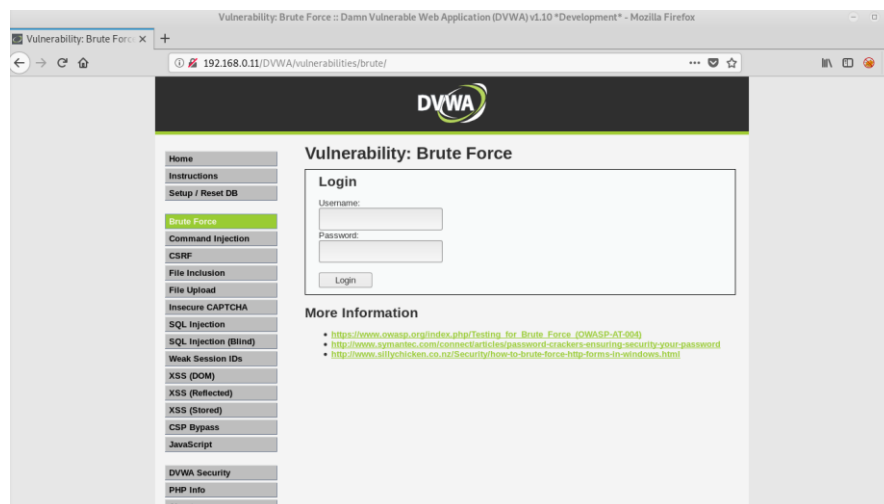 Vulnerability: Brute Force :: Damn Vulnerable Web Application (DVWA) v1.10 *Development* - Mozilla Firefox
Vulnerability: Brute Forc
192.168.0.11/DVWA/vulnerabilities/brute/
DVWA
Home
Instructions
Setup / Reset DB
Brute Force
Command Injection
CSRF
File Inclusion
File Upload
Insecure CAPTCHA
SQL Injection
SQL Injection (Blind)
Weak Session IDs
XSS (DOM)
XSS (Reflected)
XSS (Stored)
CSP Bypass
JavaScript
DVWA Security
PHP Info
Vulnerability: Brute Force
Login
Username:
Password:
Login
More Information
https://www.owasp.org/index.php/Testing_for_Brute_Force_(OWASP-AT-004)
http://www.symantec.com/connect/articles/password-crackers-ensuring-security-your-password
http://www.sillychicken.co.nz/Security/how-to-brute-force-http-forms-in-windows.html